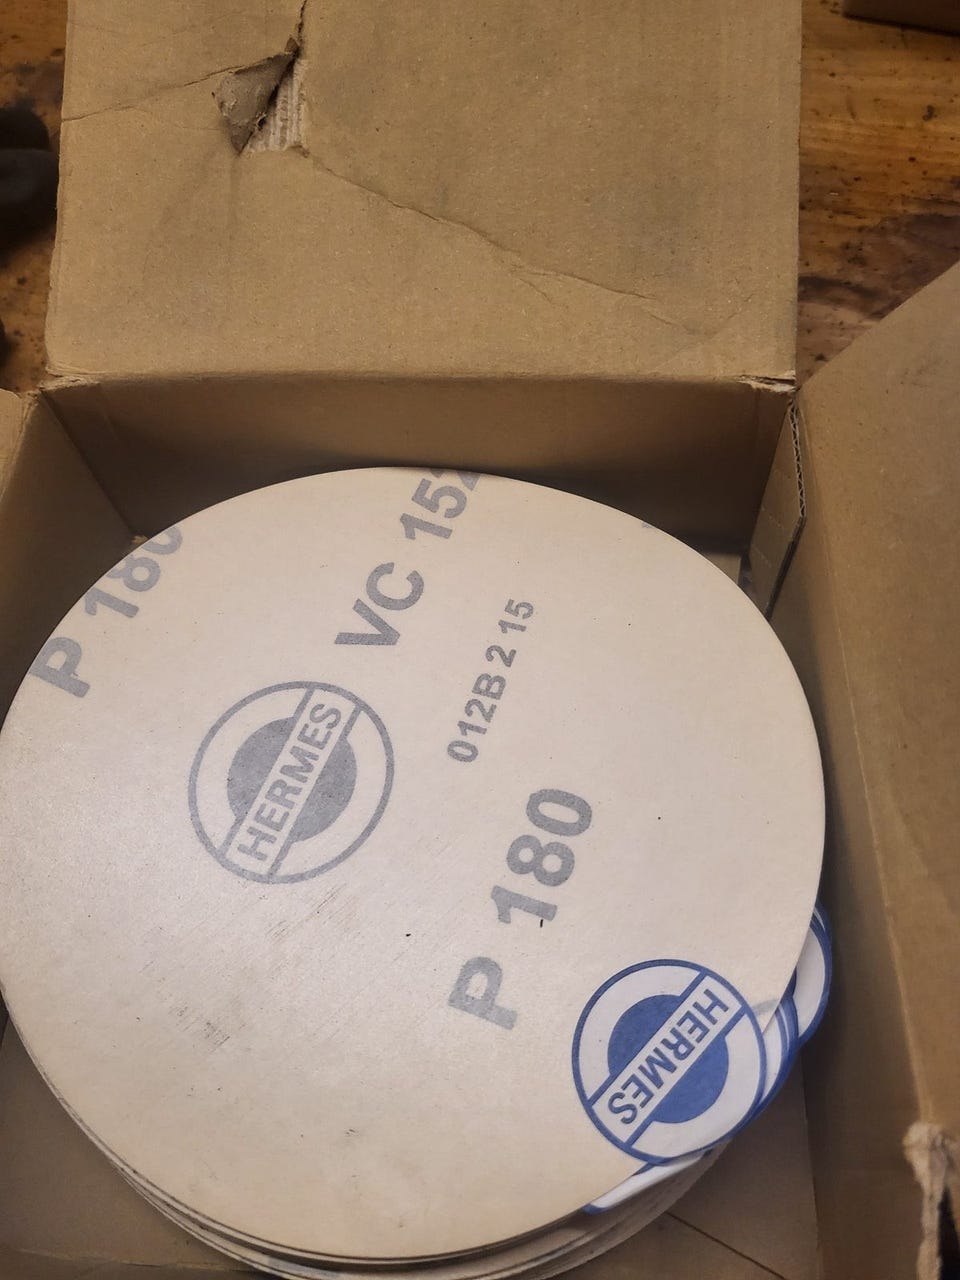 P 180
VC 152
012B 2 15
HERMES
P 180
HERMES